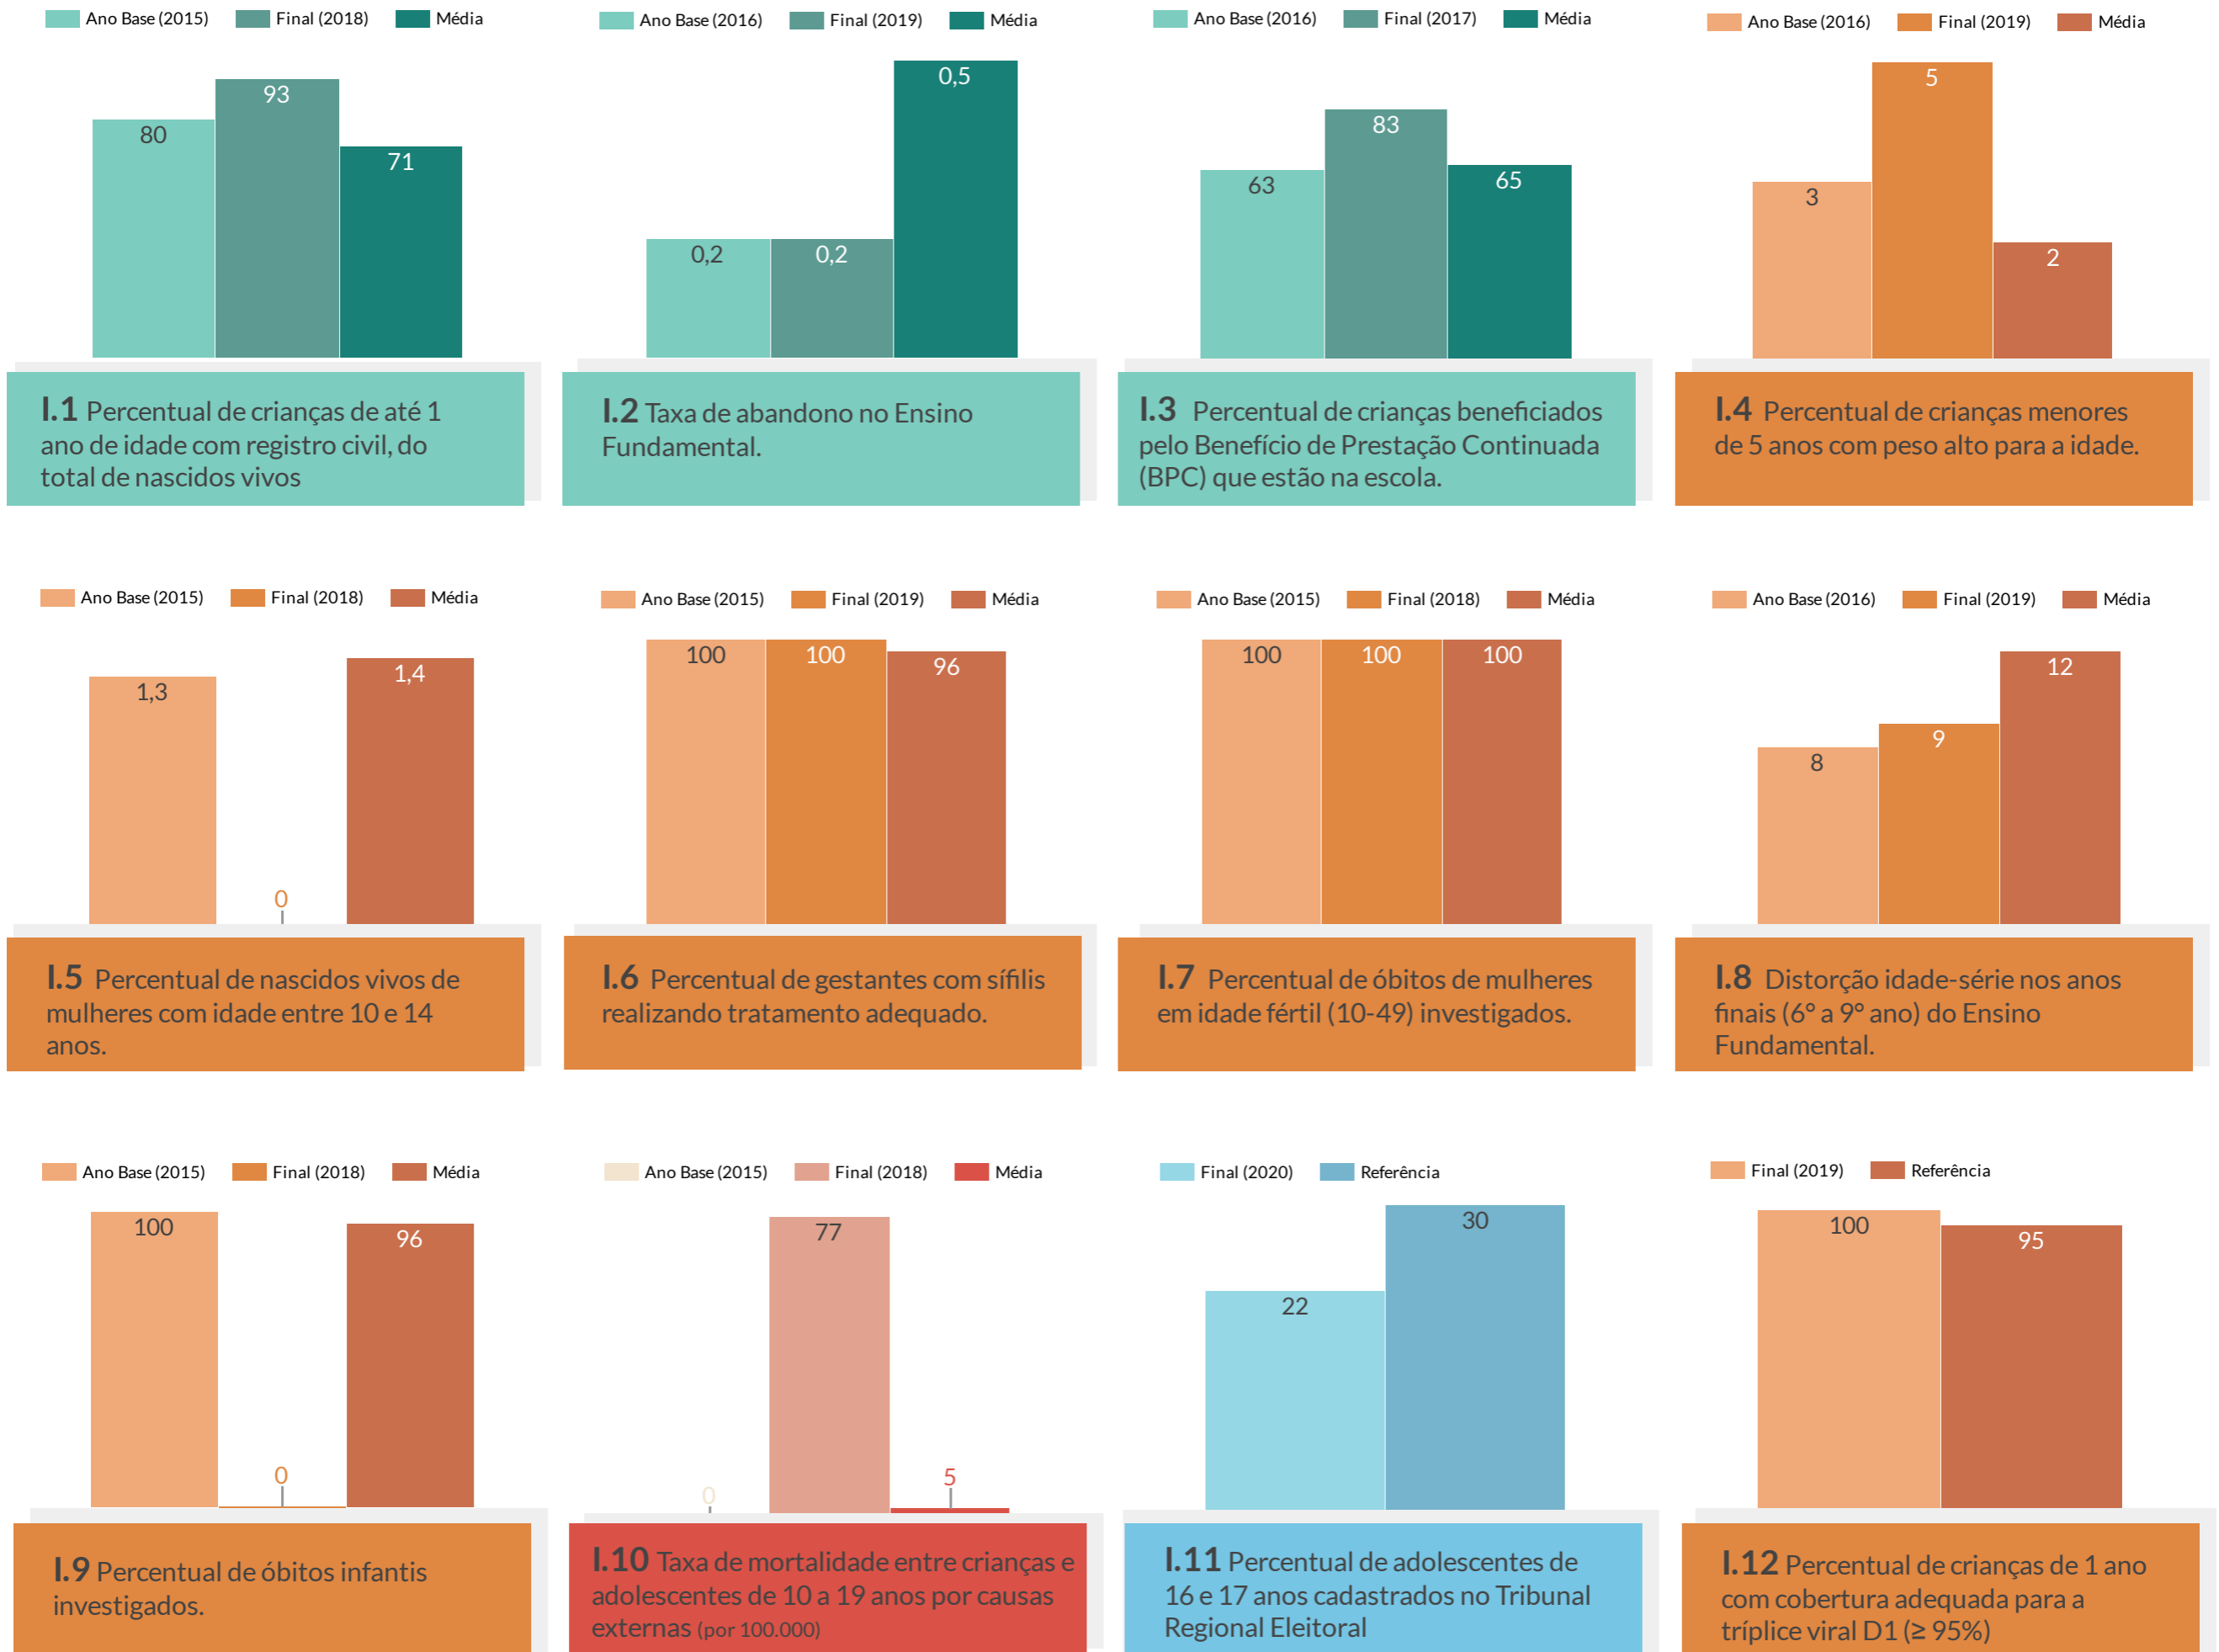 Ano Base (2015) Final (2018) Média
93
80
71
I.1 Percentual de crianças de até 1
ano de idade com registro civil, do
total de nascidos vivos
Ano Base (2016) Final (2019) Média
0,5
0,2 0,2
I.2 Taxa de abandono no Ensino
Fundamental.
Ano Base (2016) Final (2017) Média
83
63 65
I.3 Percentual de crianças beneficiados
pelo Benefício de Prestação Continuada
(BPC) que estão na escola.
Ano Base (2016) Final (2019) Média
5
3
2
I.4 Percentual de crianças menores
de 5 anos com peso alto para a idade.
Ano Base (2015) Final (2018) Média
1,4
1,3
0
I.5 Percentual de nascidos vivos de
mulheres com idade entre 10 e 14
anos.
Ano Base (2015) Final (2019) Média
100 100 96
I.6 Percentual de gestantes com sífilis
realizando tratamento adequado.
Ano Base (2015) Final (2018) Média
100 100 100
I.7 Percentual de óbitos de mulheres
em idade fértil (10-49) investigados.
Ano Base (2016) Final (2019) Média
12
9
8
I.8 Distorção idade-série nos anos
finais (6° a 9° ano) do Ensino
Fundamental.
Ano Base (2015) Final (2018) Média
100 96
0
I.9 Percentual de óbitos infantis
investigados.
Ano Base (2015) Final (2018) Média
77
5
0
I.10 Taxa de mortalidade entre crianças e
adolescentes de 10 a 19 anos por causas
externas (por 100.000)
Final (2020) Referência
30
22
I.11 Percentual de adolescentes de
16 e 17 anos cadastrados no Tribunal
Regional Eleitoral
Final (2019) Referência
100 95
I.12 Percentual de crianças de 1 ano
com cobertura adequada para a
tríplice viral D1 (≥ 95%)